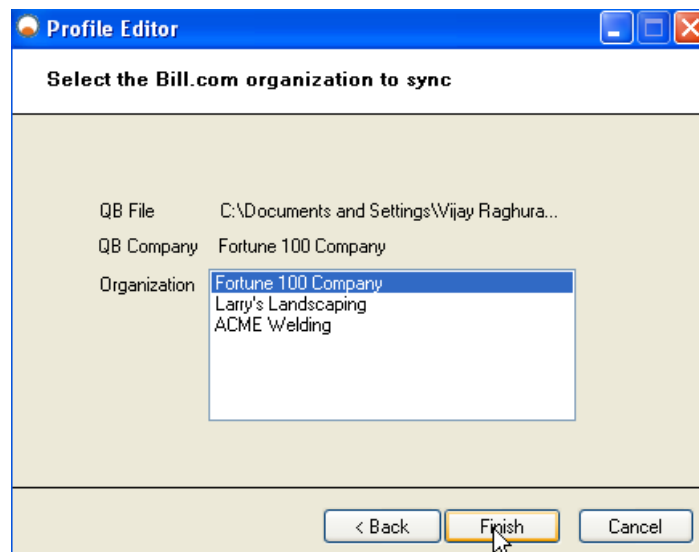 Profile Editor
Select the Bill.com organization to sync
QB File C:\Documents and Settings\Vijay Raghura...
QB Company Fortune 100 Company
Organization Fortune 100 Company
Larry's Landscaping
ACME Welding
< Back Finish Cancel